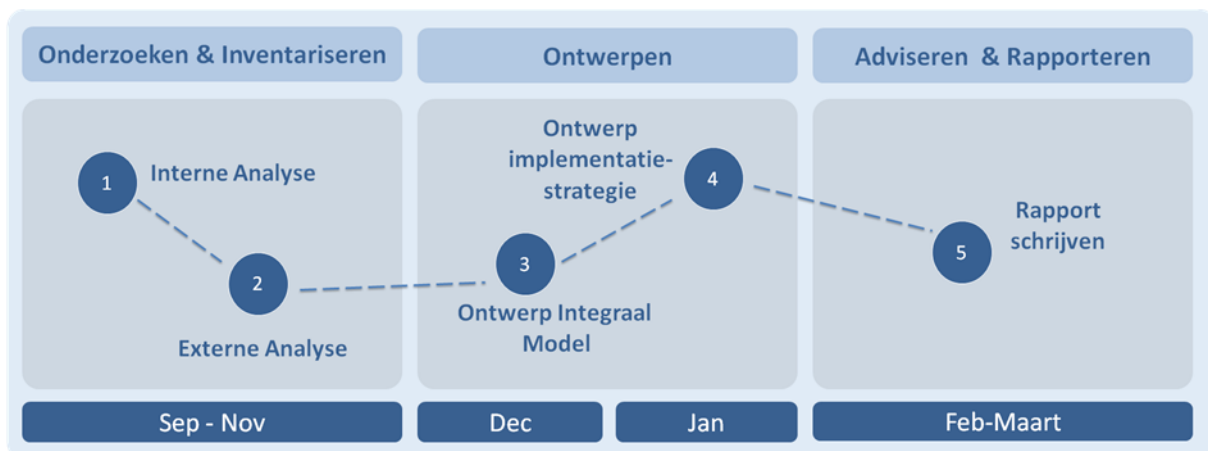 Onderzoeken & Inventariseren
Ontwerpen
Adviseren & Rapporteren
1
Interne Analyse
2
Externe Analyse
3
Ontwerp Integraal
Model
Ontwerp
implementatie-
strategie
4
5
Rapport
schrijven
Sep - Nov
Dec
Jan
Feb-Maart